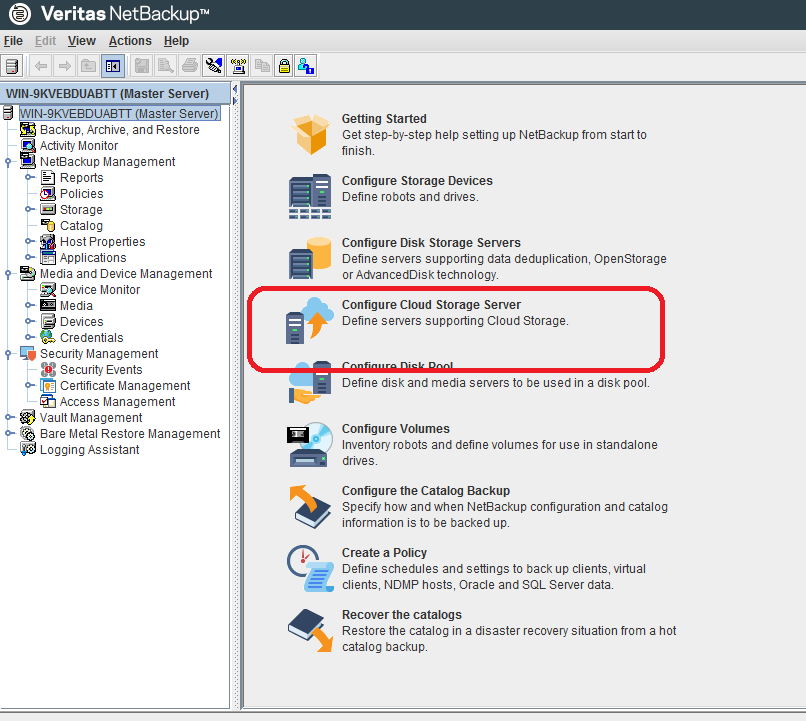 Veritas NetBackup™
File Edit View Actions Help
WIN-9KVEBDUABTT (Master Server)
WIN-9KVEBDUABTT (Master Server)
Backup, Archive, and Restore
Activity Monitor
NetBackup Management
Reports
Policies
Storage
Catalog
Host Properties
Applications
Media and Device Management
Device Monitor
Media
Devices
Credentials
Security Management
Security Events
Certificate Management
Access Management
Vault Management
Bare Metal Restore Management
Logging Assistant
Getting Started
Get step-by-step help setting up NetBackup from start to
finish.
Configure Storage Devices
Define robots and drives.
Configure Disk Storage Servers
Define servers supporting data deduplication, OpenStorage
or AdvancedDisk technology.
Configure Cloud Storage Server
Define servers supporting Cloud Storage.
Configure Disk Pool
Define disk and media servers to be used in a disk pool.
Configure Volumes
Inventory robots and define volumes for use in standalone
drives.
Configure the Catalog Backup
Specify how and when NetBackup configuration and catalog
information is to be backed up.
Create a Policy
Define schedules and settings to back up clients, virtual
clients, NDMP hosts, Oracle and SQL Server data.
Recover the catalogs
Restore the catalog in a disaster recovery situation from a hot
catalog backup.